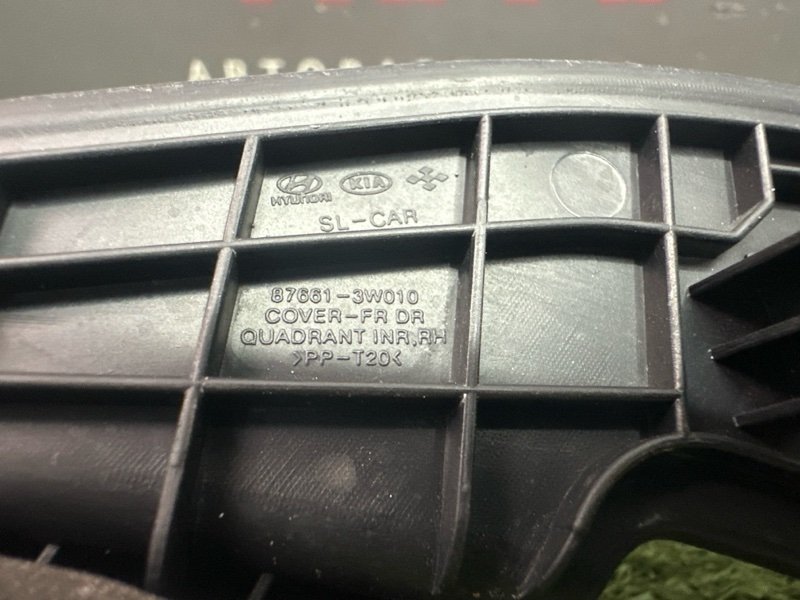 HYUNDAI
KIA
SL-CAR
87661-3W010
COVER-FR DR
QUADRANT INR,RH
>PP-T20<